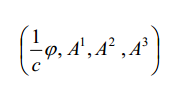 (1/c φ, A¹, A² , A³)